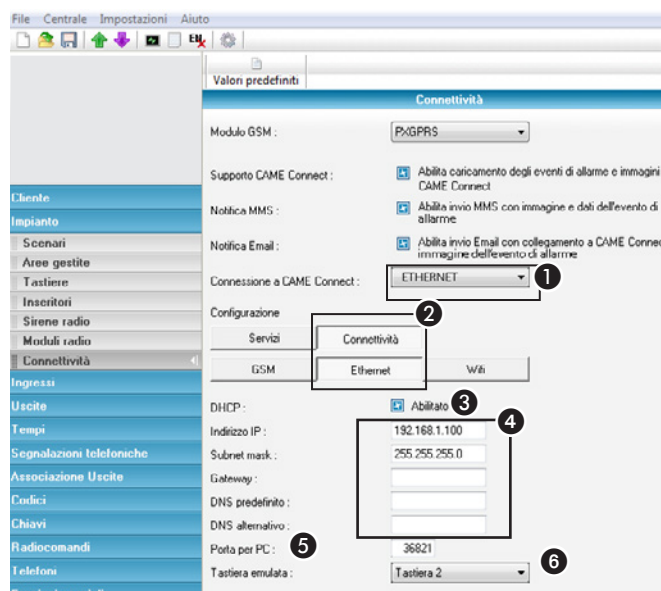 File Centrale Impostazioni Aiuto
Valori predefiniti
Connettività
Modulo GSM : PXGPRS
Supporto CAME Connect : Abilita caricamento degli eventi di allarme e immagini
CAME Connect
Notifica MMS : Abilita invio MMS con immagine e dati dell'evento di
allarme
Notifica Email : Abilita invio Email con collegamento a CAME Connec
immagine dell'evento di allarme
Connessione a CAME Connect : ETHERNET 1
Configurazione 2
Servizi Connettività
GSM Ethernet Wifi
DHCP : Abilitato 3
Indirizzo IP : 192.168.1.100 4
Subnet mask : 255.255.255.0
Gateway :
DNS predefinito :
DNS alternativo :
Porta per PC : 5 36821
Tastiera emulata : Tastiera 2 6
Cliente
Impianto
Scenari
Aree gestite
Tastiere
Inseritori
Sirene radio
Moduli radio
Connettività
Ingressi
Uscite
Tempi
Segnalazioni telefoniche
Associazione Uscite
Codici
Chiavi
Radiocomandi
Telefoni